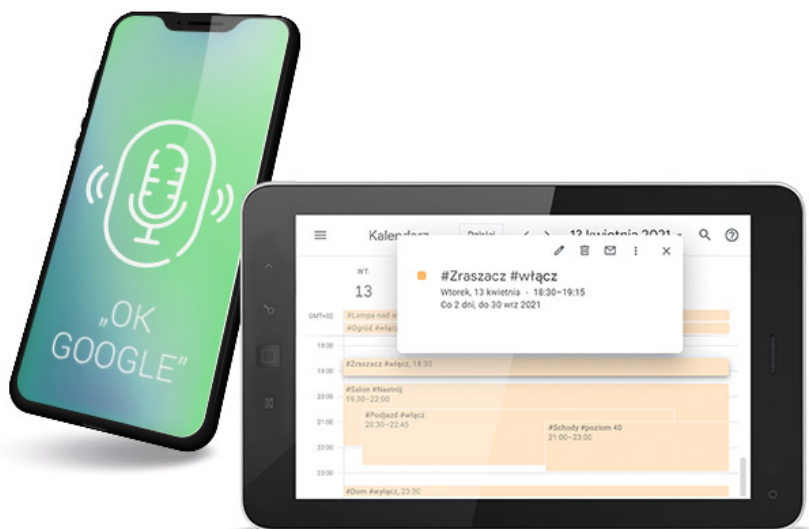 „OK
GOOGLE”
Kalendarz
13 kwietnia 2021
#Zraszacz #włącz
Wtorek, 13 kwietnia - 18:30–19:15
Co 2 dni, do 30 wrz 2021
WT.
13
GMT+02
#Lampa nad
#Ogród #włącz
18:00
#Zraszacz #włącz, 18:30
19:00
#Salon #Nastrój
19:30–22:00
20:00
#Podjazd #włącz
20:30–22:45
21:00
#Schody #poziom 40
21:00–23:00
22:00
23:00
#Dom #wyłącz, 23:30